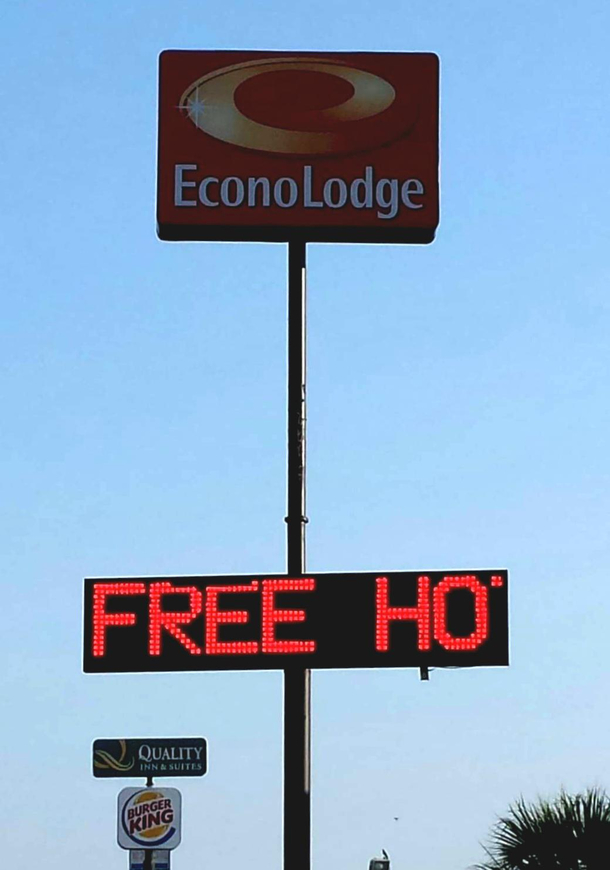 EconoLodge
FREE HO
QUALITY
INN & SUITES
BURGER
KING